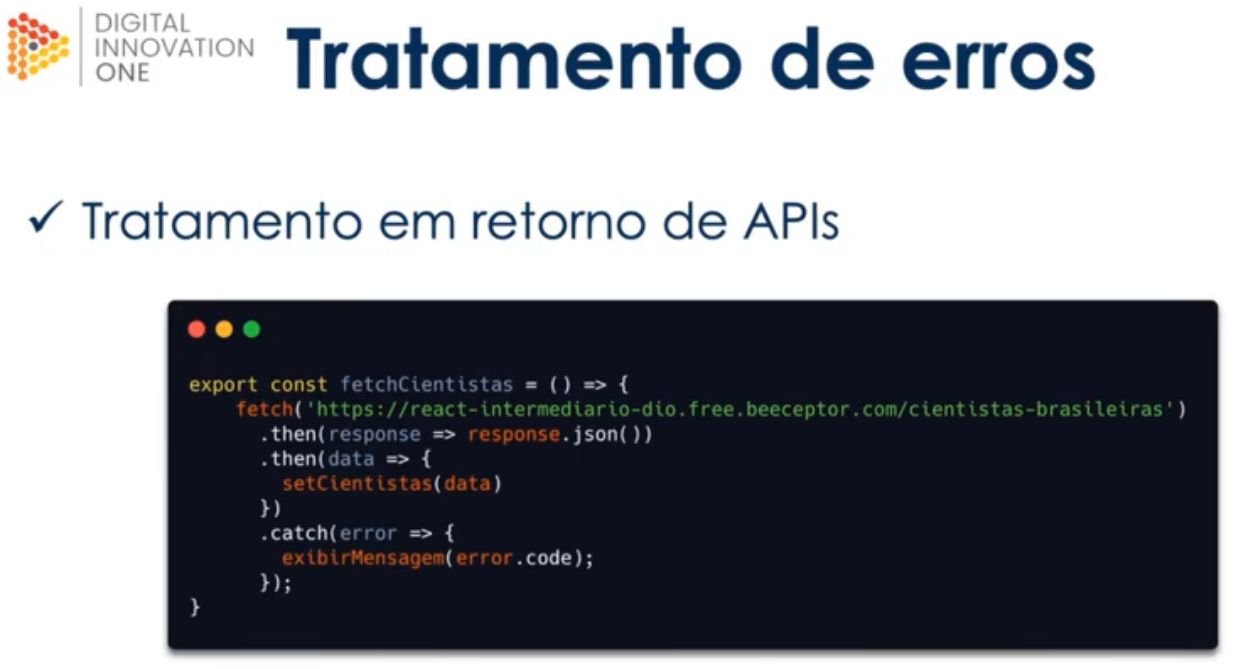 DIGITAL
INNOVATION
ONE
Tratamento de erros
✓ Tratamento em retorno de APIs
export const fetchCientistas = () => {
    fetch('https://react-intermediario-dio.free.beeceptor.com/cientistas-brasileiras')
      .then(response => response.json())
      .then(data => {
        setCientistas(data)
      })
      .catch(error => {
        exibirMensagem(error.code);
      });
}